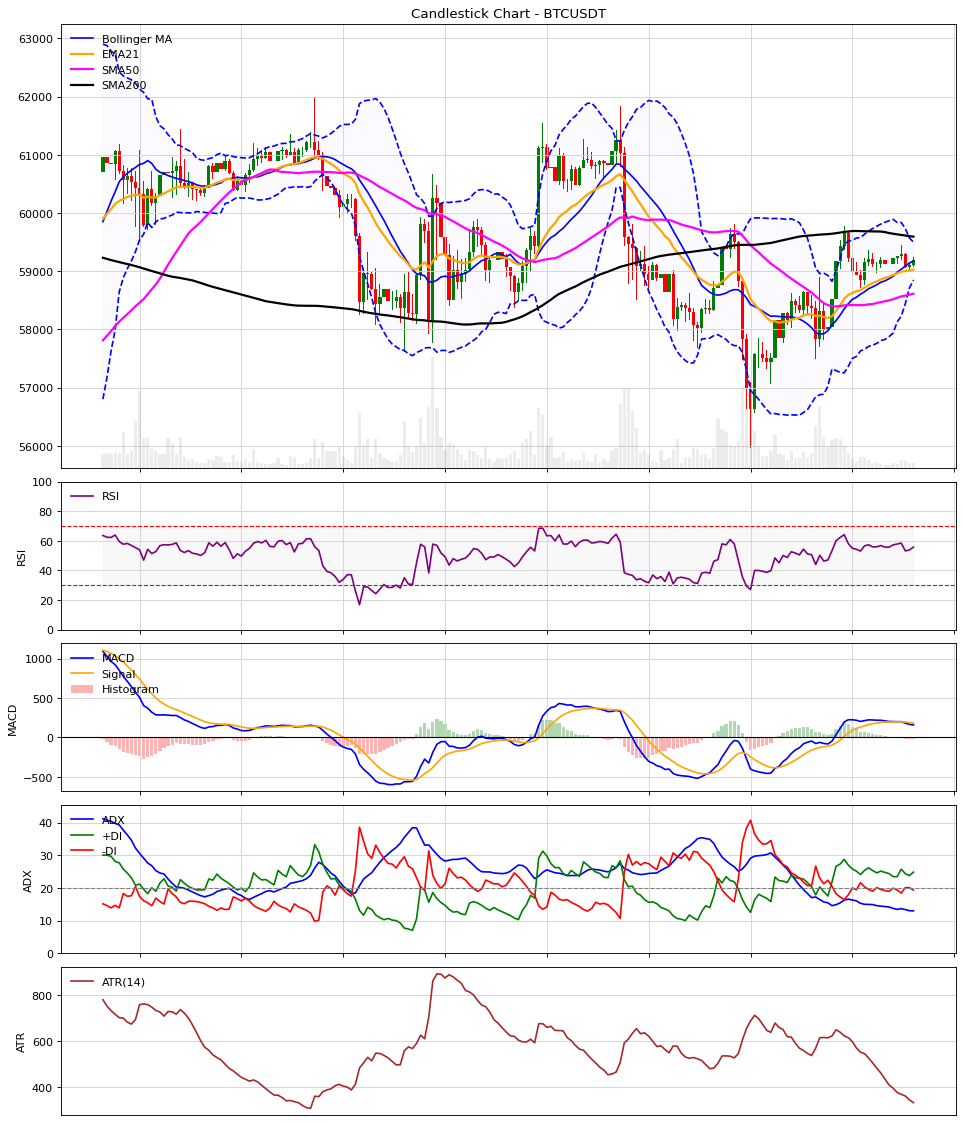 Candlestick Chart - BTCUSDT
63000
62000
61000
60000
59000
58000
57000
56000
Bollinger MA
EMA21
SMA50
SMA200
RSI
100
80
60
40
20
0
RSI
MACD
1000
500
0
−500
MACD
Signal
Histogram
ADX
40
30
20
10
0
ADX
+DI
-DI
ATR
800
600
400
ATR(14)